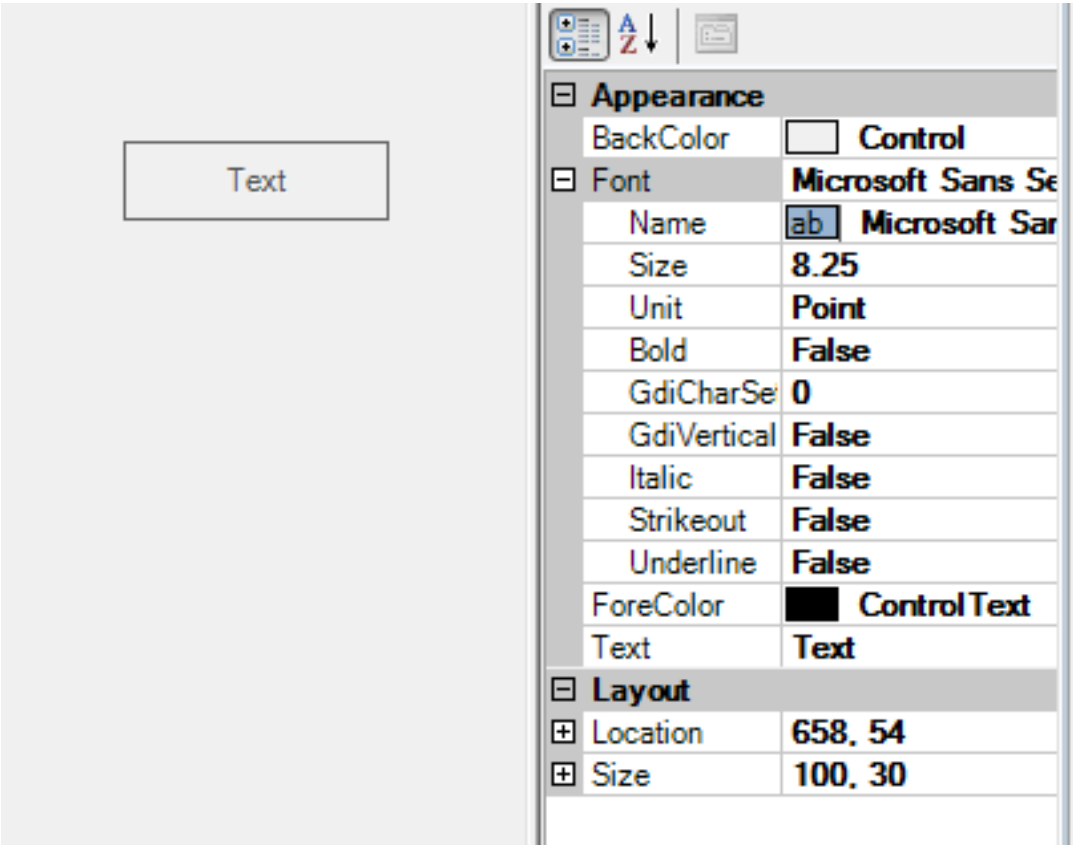 Text
A
Z
Appearance
BackColor Control
Font Microsoft Sans Se
Name ab Microsoft Sar
Size 8.25
Unit Point
Bold False
GdiCharSet 0
GdiVertical False
Italic False
Strikeout False
Underline False
ForeColor ControlText
Text Text
Layout
Location 658, 54
Size 100, 30